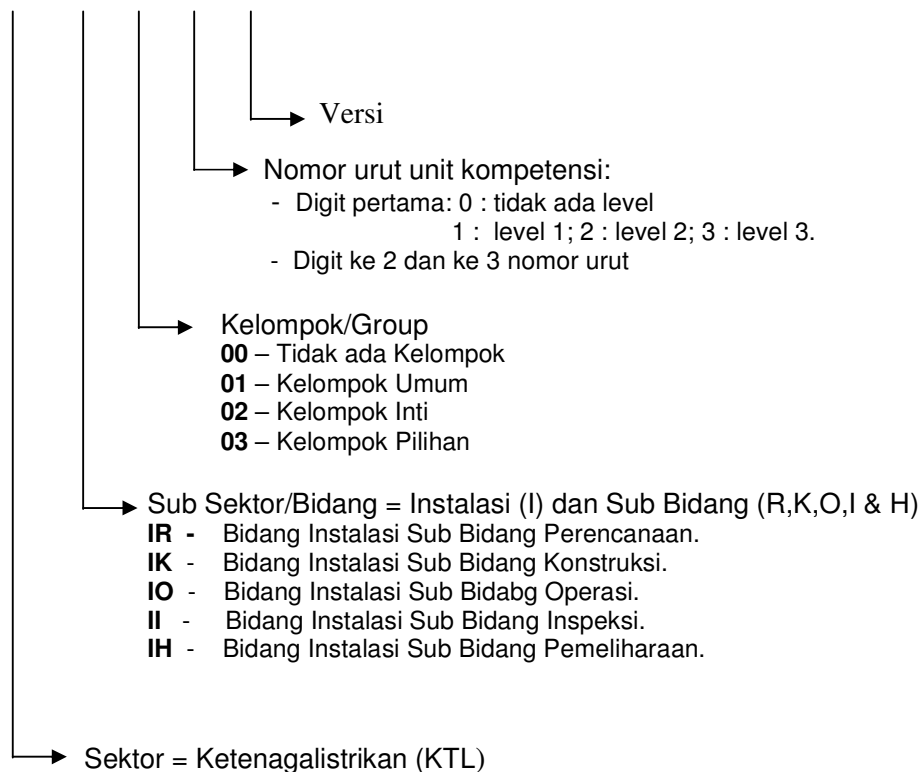 Versi
Nomor urut unit kompetensi:
- Digit pertama: 0 : tidak ada level
1 : level 1; 2 : level 2; 3 : level 3.
- Digit ke 2 dan ke 3 nomor urut
Kelompok/Group
00 – Tidak ada Kelompok
01 – Kelompok Umum
02 – Kelompok Inti
03 – Kelompok Pilihan
Sub Sektor/Bidang = Instalasi (I) dan Sub Bidang (R,K,O,I & H)
IR - Bidang Instalasi Sub Bidang Perencanaan.
IK - Bidang Instalasi Sub Bidang Konstruksi.
IO - Bidang Instalasi Sub Bidabg Operasi.
II - Bidang Instalasi Sub Bidang Inspeksi.
IH - Bidang Instalasi Sub Bidang Pemeliharaan.
Sektor = Ketenagalistrikan (KTL)